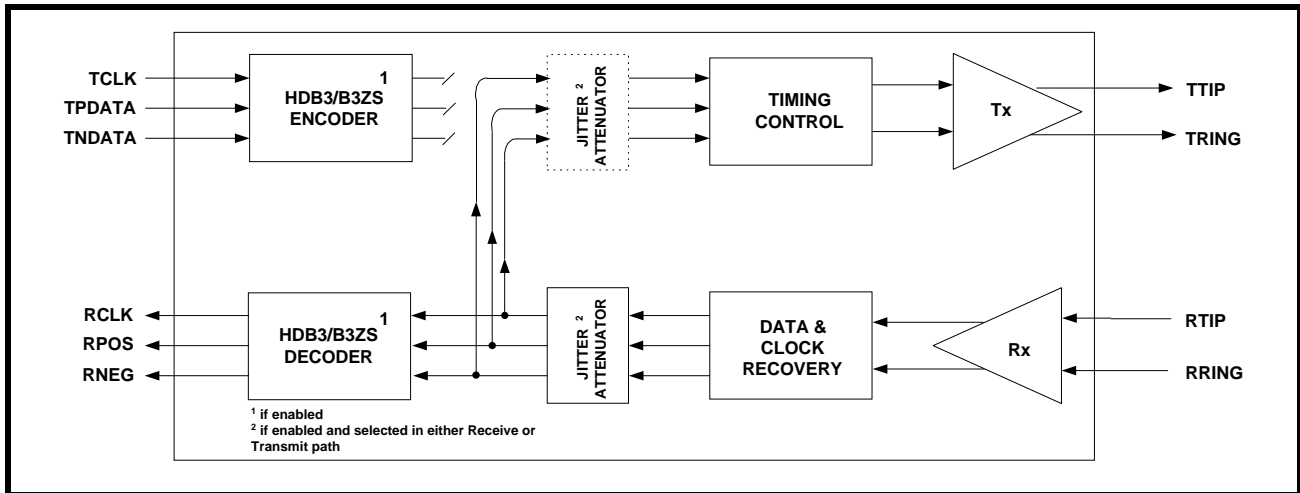 TCLK
TPDATA
TNDATA
HDB3/B3ZS 1
ENCODER
JITTER 2
ATTENUATOR
TIMING
CONTROL
Tx
TTIP
TRING
RCLK
RPOS
RNEG
HDB3/B3ZS 1
DECODER
JITTER 2
ATTENUATOR
DATA &
CLOCK
RECOVERY
Rx
RTIP
RRING
1 if enabled
2 if enabled and selected in either Receive or
Transmit path